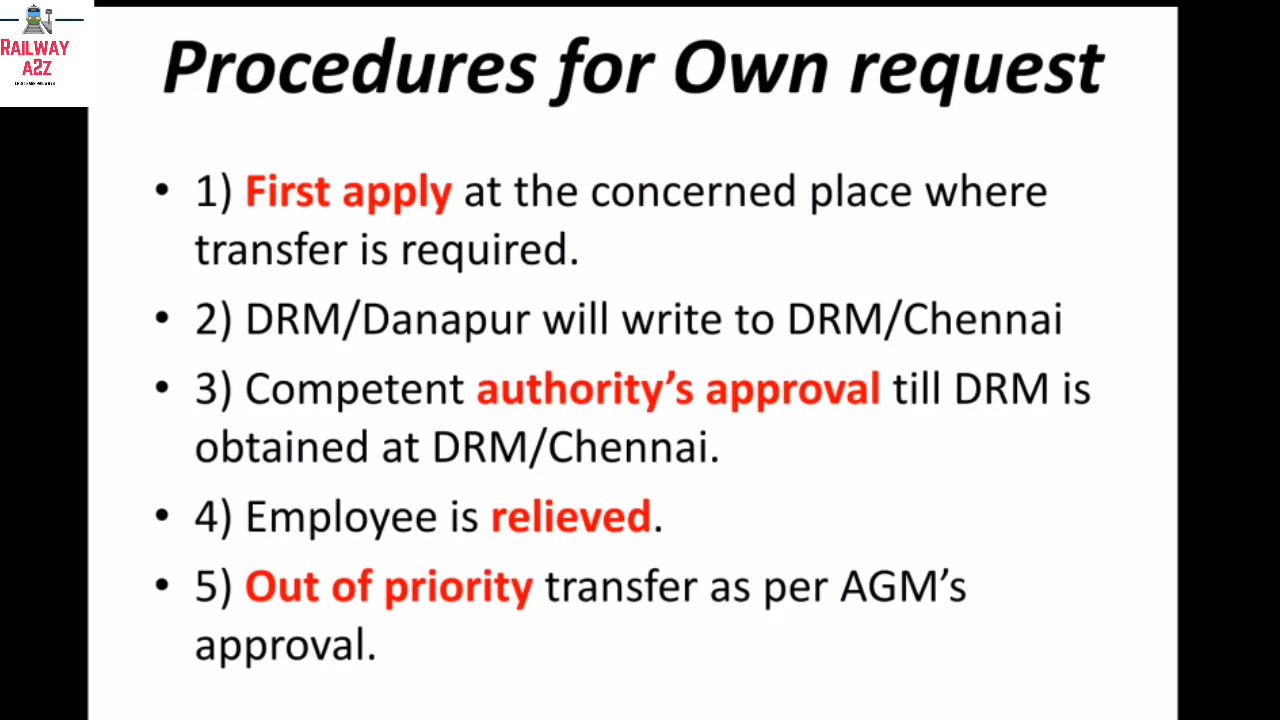 RAILWAY
A2Z
Procedures for Own request
• 1) First apply at the concerned place where
transfer is required.
• 2) DRM/Danapur will write to DRM/Chennai
• 3) Competent authority’s approval till DRM is
obtained at DRM/Chennai.
• 4) Employee is relieved.
• 5) Out of priority transfer as per AGM’s
approval.